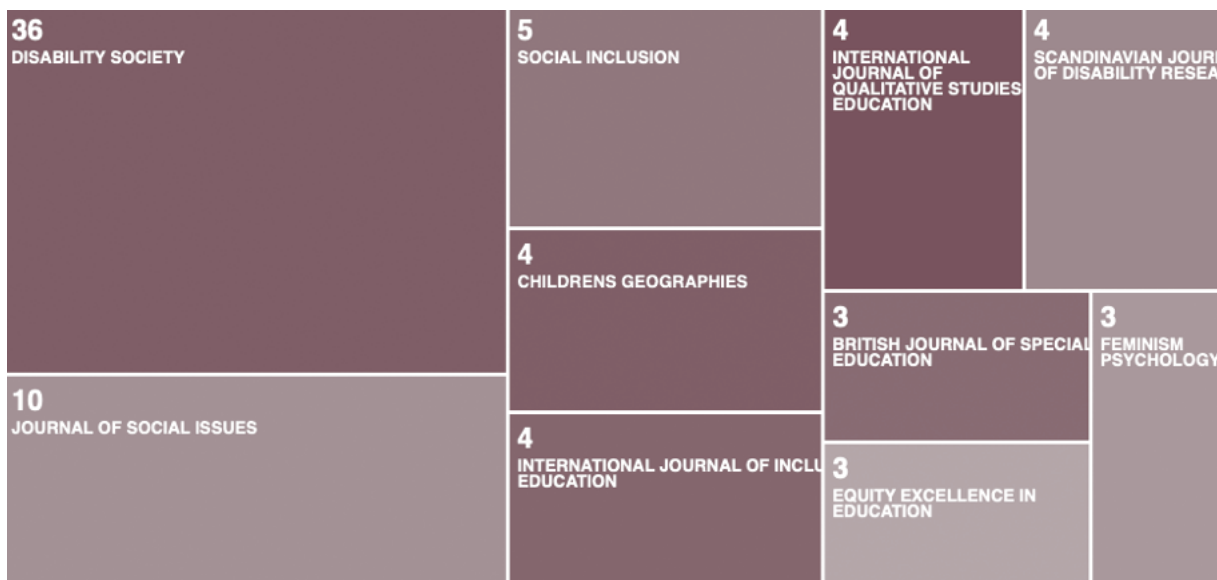 36
DISABILITY SOCIETY
10
JOURNAL OF SOCIAL ISSUES
5
SOCIAL INCLUSION
4
CHILDRENS GEOGRAPHIES
4
INTERNATIONAL JOURNAL OF INCLU
EDUCATION
4
INTERNATIONAL
JOURNAL OF
QUALITATIVE STUDIES
EDUCATION
4
SCANDINAVIAN JOUR
OF DISABILITY RESEA
3
BRITISH JOURNAL OF SPECIAL
EDUCATION
3
FEMINISM
PSYCHOLOGY
3
EQUITY EXCELLENCE IN
EDUCATION